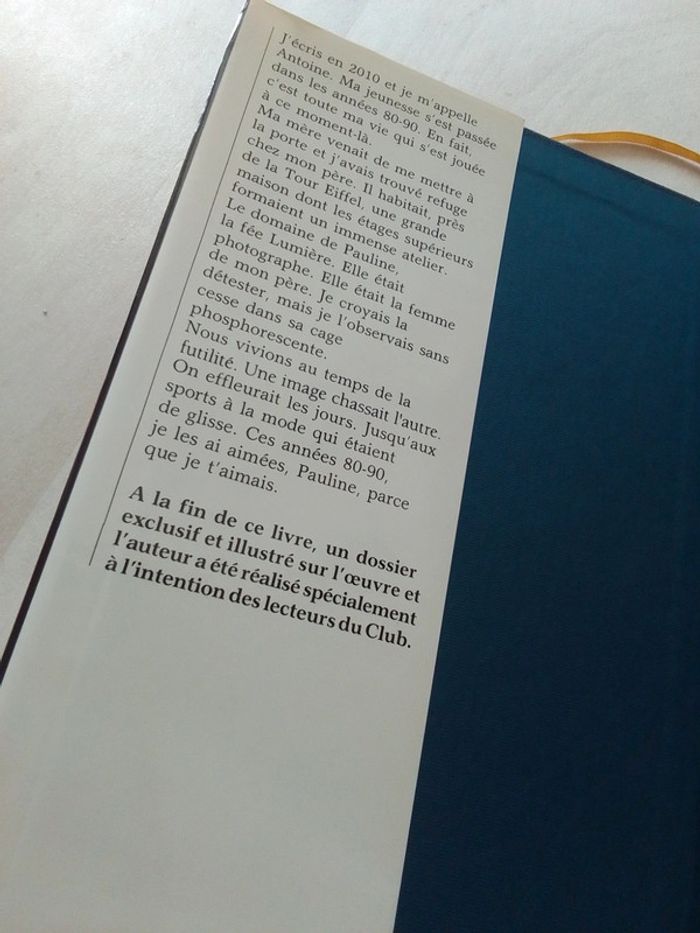 J'écris en 2010 et je m'appelle
Antoine. Ma jeunesse s'est passée
dans les années 80-90. En fait,
c'est toute ma vie qui s'est jouée
à ce moment-là.
Ma mère venait de me mettre à
la porte et j'avais trouvé refuge
chez mon père. Il habitait, près
de la Tour Eiffel, une grande
maison dont les étages supérieurs
formaient un immense atelier.
Le domaine de Pauline,
la fée Lumière. Elle était
photographe. Elle était la femme
de mon père. Je croyais la
détester, mais je l'observais sans
cesse dans sa cage
phosphorescente.
Nous vivions au temps de la
futilité. Une image chassait l'autre.
On effleurait les jours. Jusqu'aux
sports à la mode qui étaient
de glisse. Ces années 80-90,
je les ai aimées, Pauline, parce
que je t'aimais.
A la fin de ce livre, un dossier
exclusif et illustré sur l'œuvre et
l'auteur a été réalisé spécialement
à l'intention des lecteurs du Club.